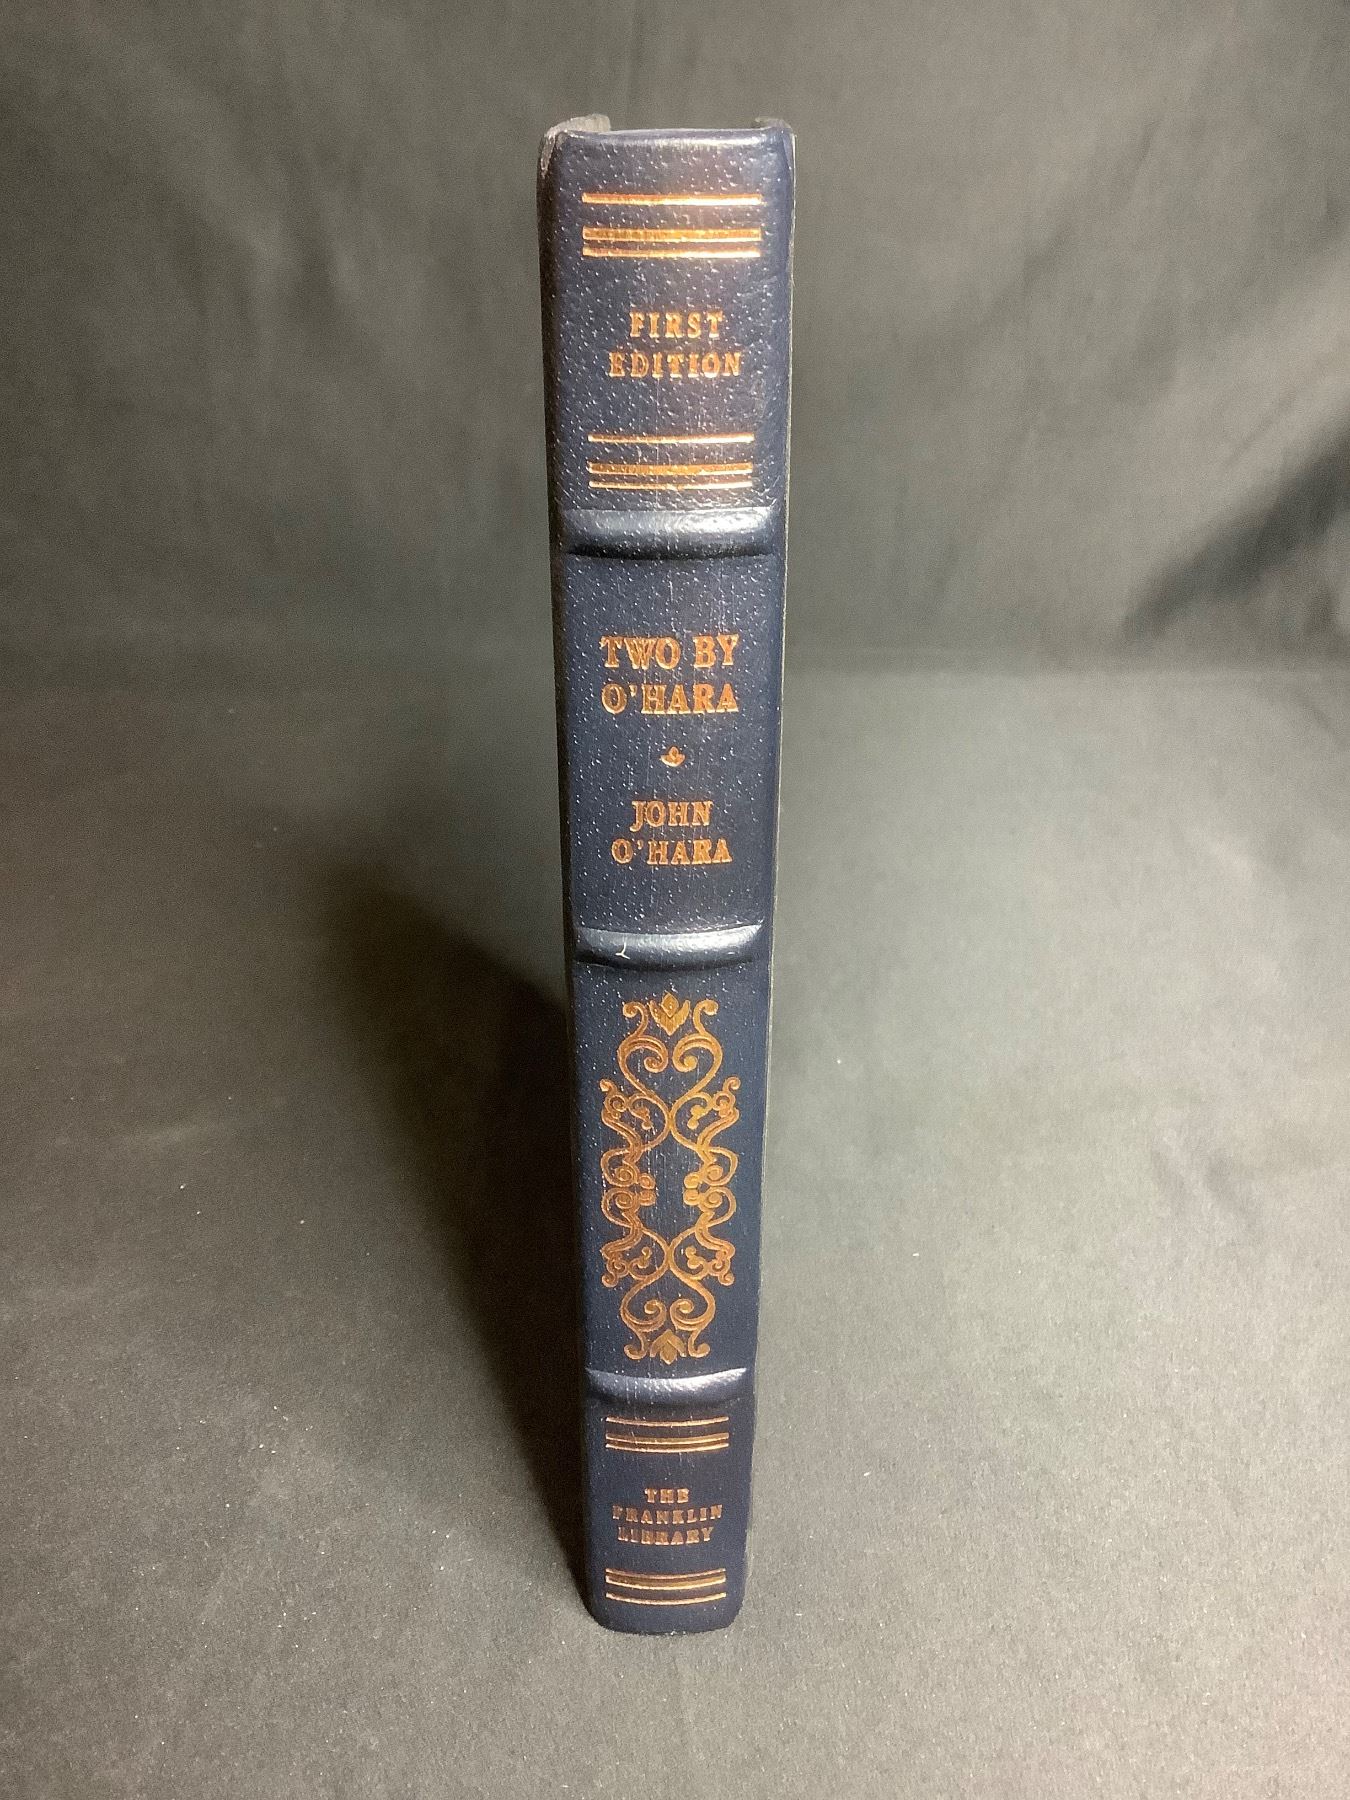 FIRST
EDITION
TWO BY
O'HARA
JOHN
O'HARA
THE
FRANKLIN
LIBRARY